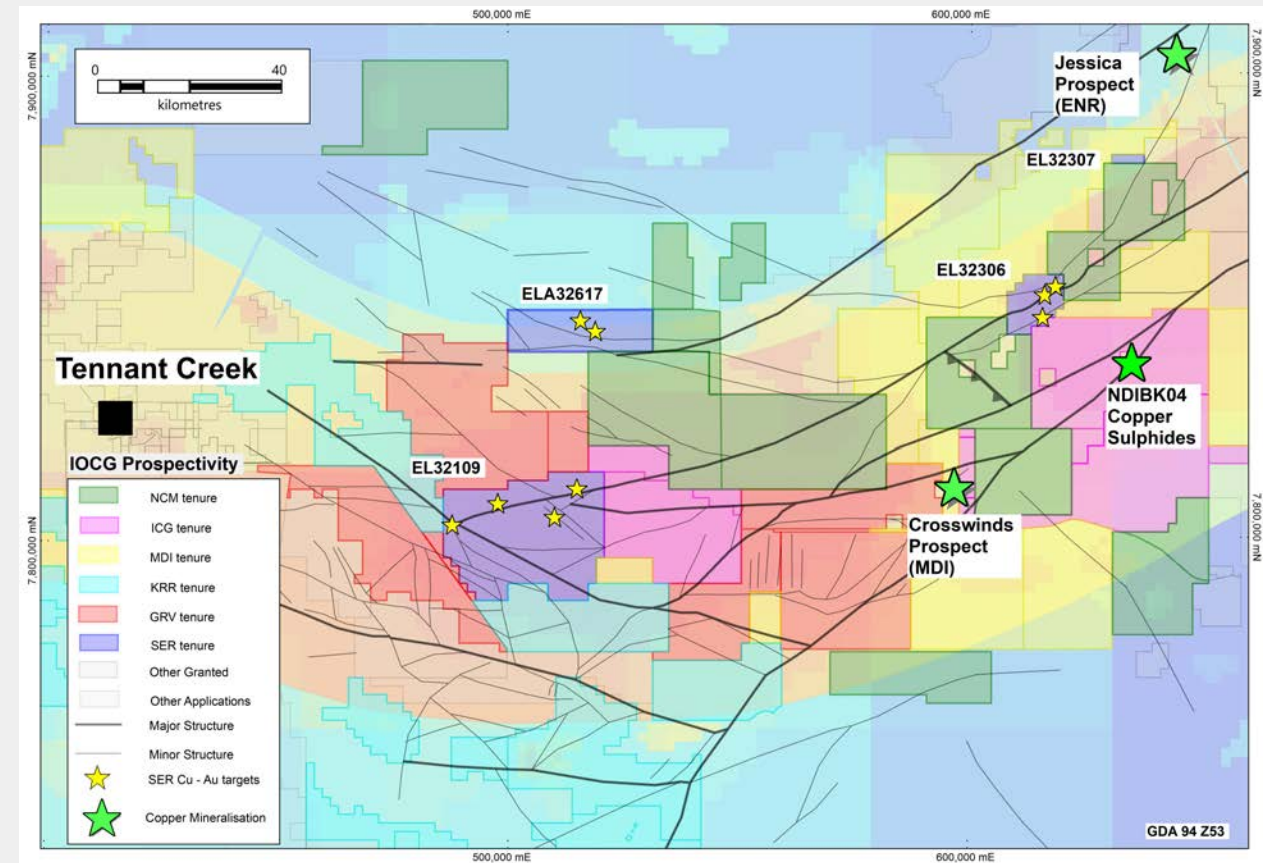 500,000 mE
600,000 mE
7,900,000 mN
7,900,000 mN
0
40
kilometres
Jessica
Prospect
(ENR)
EL32307
EL32306
ELA32617
Tennant Creek
NDIBK04
Copper
Sulphides
EL32109
Crosswinds
Prospect
(MDI)
IOCG Prospectivity
NCM tenure
ICG tenure
MDI tenure
KRR tenure
GRV tenure
SER tenure
Other Granted
Other Applications
Major Structure
Minor Structure
SER Cu - Au targets
Copper Mineralisation
7,800,000 mN
7,800,000 mN
GDA 94 Z53
500,000 mE
600,000 mE